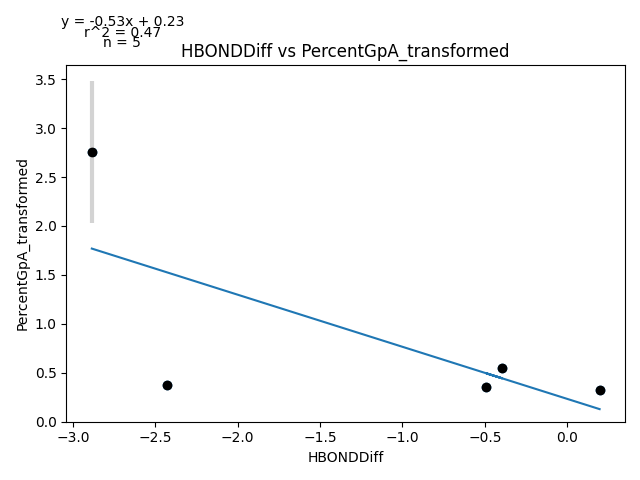 y = -0.53x + 0.23
r^2 = 0.47
n = 5
HBONDDiff vs PercentGpA_transformed
PercentGpA_transformed
3.5
3.0
2.5
2.0
1.5
1.0
0.5
0.0
−3.0 −2.5 −2.0 −1.5 −1.0 −0.5 0.0
HBONDDiff